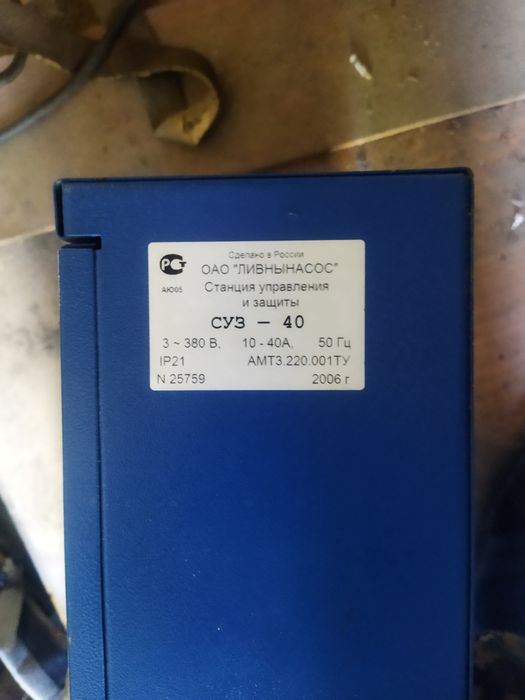 Сделано в России
ОАО "ЛИВНЫНАСОС"
АЮ05
Станция управления
и защиты
СУЗ - 40
3 ~ 380 В, 10 - 40А, 50 Гц
IP21 АМТ3.220.001ТУ
N 25759 2006 г